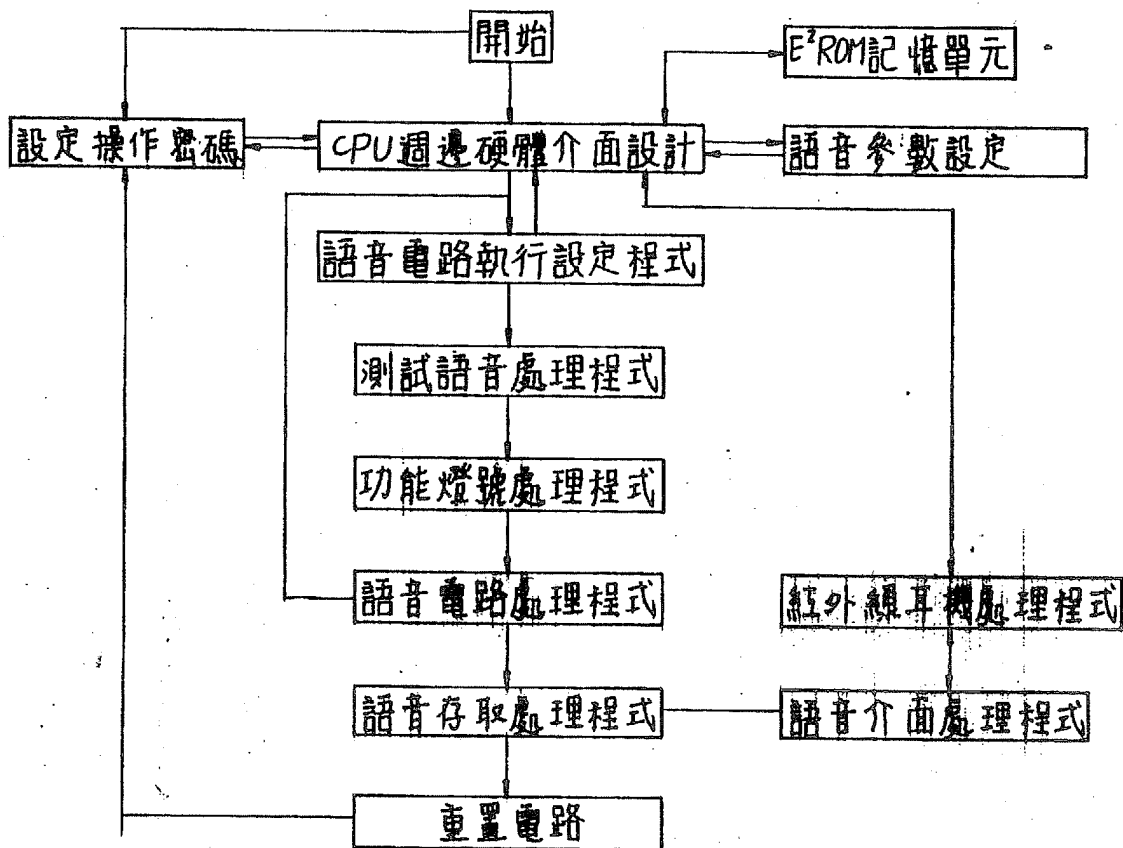 開始
E²ROM記憶單元
設定操作密碼
CPU週邊硬體介面設計
語音參數設定
語音電路執行設定程式
測試語音處理程式
功能燈號處理程式
語音電路處理程式
紅外線耳機處理程式
語音存取處理程式
語音介面處理程式
重置電路